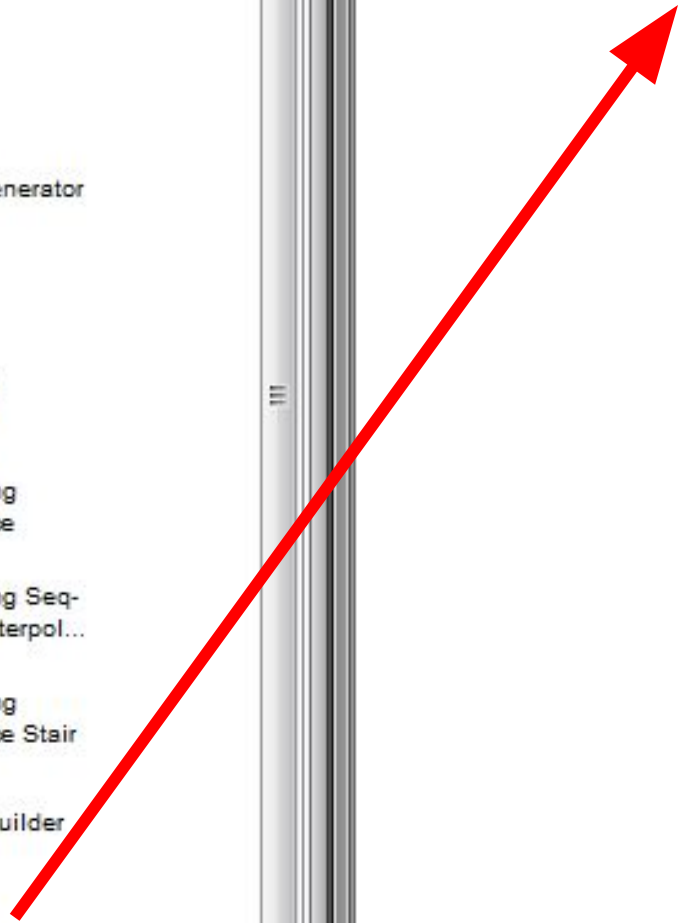 enerator
g
e
g Seq-
terpol...
g
e Stair
uilder